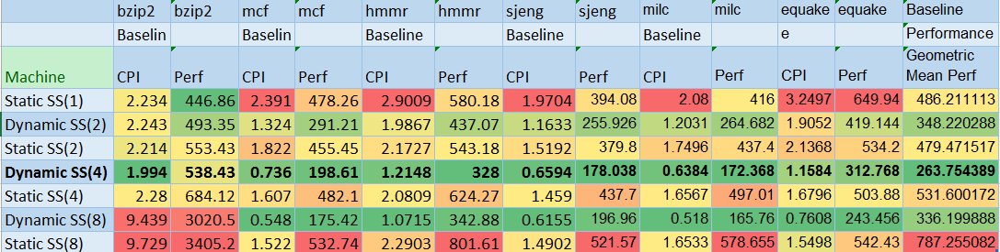 bzip2 bzip2 mcf mcf hmmr hmmr sjeng sjeng milc milc equake equake Baseline
Baselin Baselin Baseline Baseline Baseline e Performance
Machine CPI Perf CPI Perf CPI Perf CPI Perf CPI Perf CPI Perf Geometric Mean Perf
Static SS(1) 2.234 446.86 2.391 478.26 2.9009 580.18 1.9704 394.08 2.08 416 3.2497 649.94 486.211113
Dynamic SS(2) 2.243 493.35 1.324 291.21 1.9867 437.07 1.1633 255.926 1.2031 264.682 1.9052 419.144 348.220288
Static SS(2) 2.214 553.43 1.822 455.45 2.1727 543.18 1.5192 379.8 1.7496 437.4 2.1368 534.2 479.471517
Dynamic SS(4) 1.994 538.43 0.736 198.61 1.2148 328 0.6594 178.038 0.6384 172.368 1.1584 312.768 263.754389
Static SS(4) 2.28 684.12 1.607 482.1 2.0809 624.27 1.459 437.7 1.6567 497.01 1.6796 503.88 531.600172
Dynamic SS(8) 9.439 3020.5 0.548 175.42 1.0715 342.88 0.6155 196.96 0.518 165.76 0.7608 243.456 336.199888
Static SS(8) 9.729 3405.2 1.522 532.74 2.2903 801.61 1.4902 521.57 1.6533 578.655 1.5498 542.43 787.255082